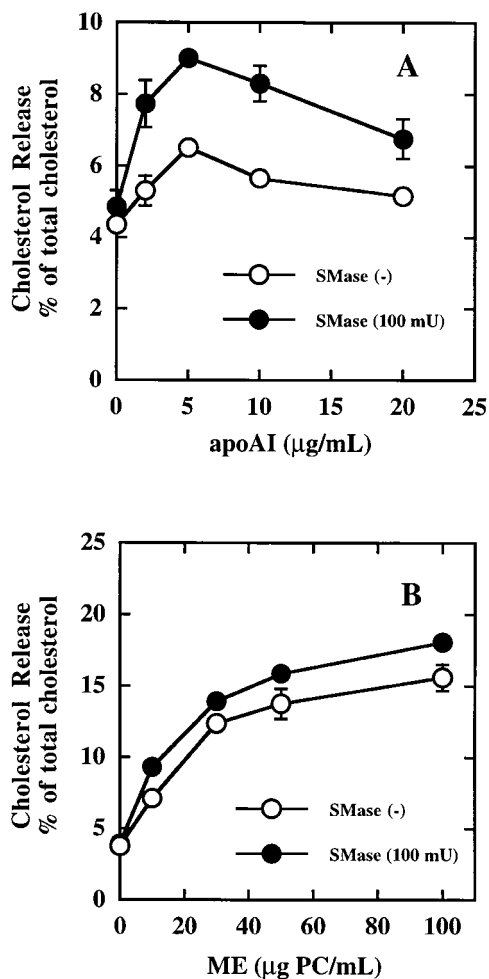 10
8
6
4
2
0
Cholesterol Release
% of total cholesterol
A
SMase (-)
SMase (100 mU)
0 5 10 15 20 25
apoAI (μg/mL)
25
20
15
10
5
0
Cholesterol Release
% of total cholesterol
B
SMase (-)
SMase (100 mU)
0 20 40 60 80 100
ME (μg PC/mL)